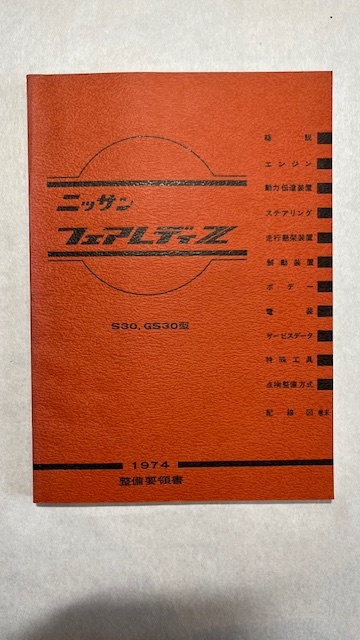 ニッサン
フェアレディZ
S30, GS30型
総説
エンジン
動力伝達装置
ステアリング
走行懸架装置
制動装置
ボデー
電装
サービスデータ
特殊工具
点検整備方式
配線図 巻末
1974
整備要領書